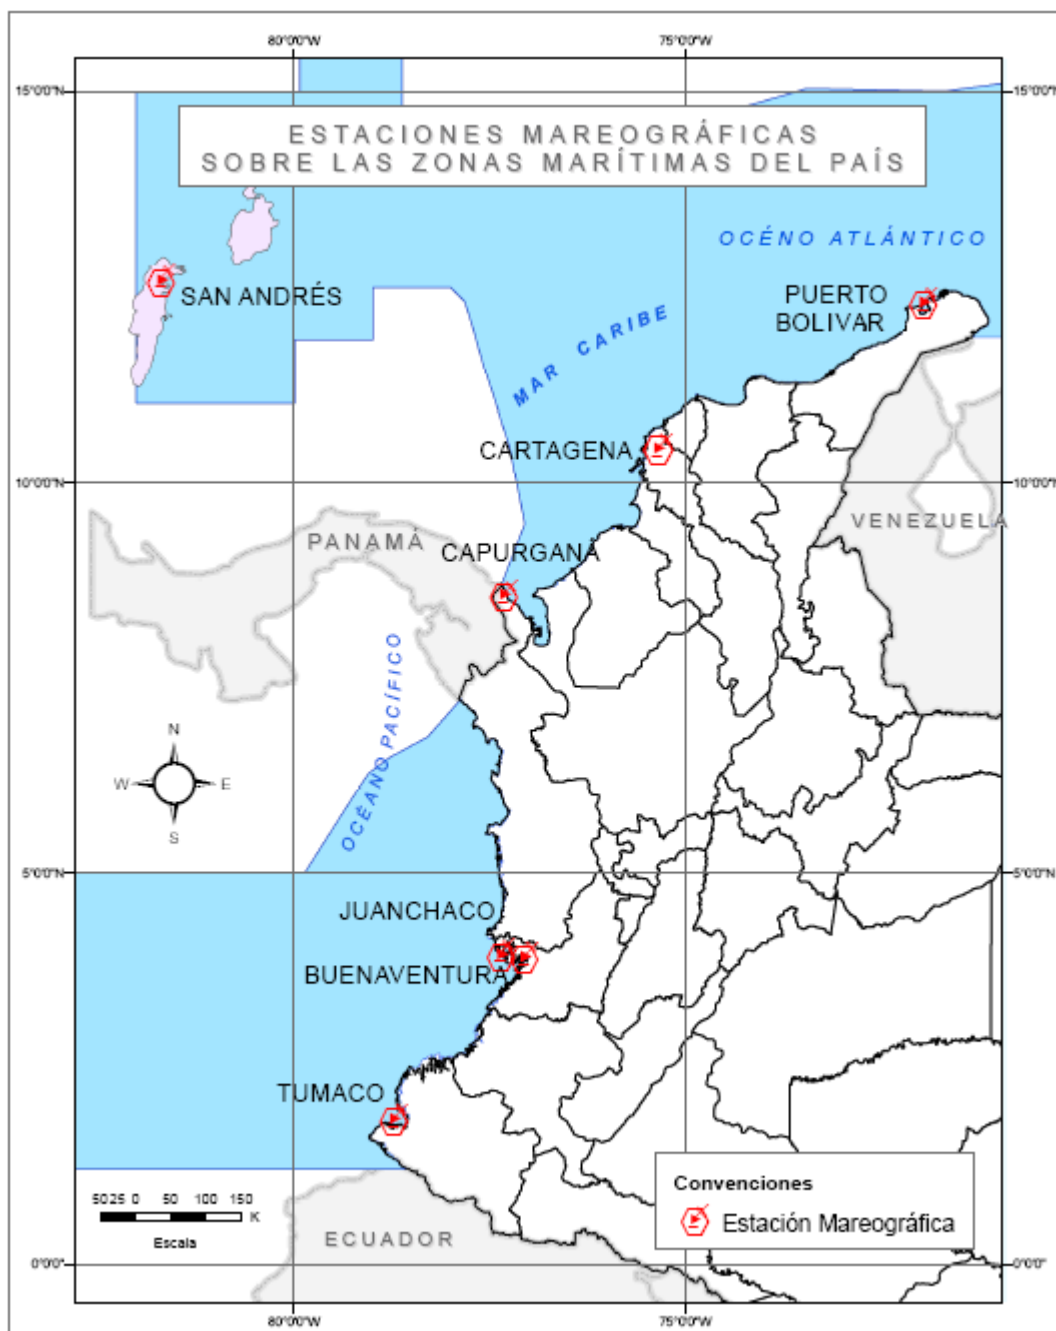 80°0'0"W 75°0'0"W
15°0'0"N 15°0'0"N
ESTACIONES MAREOGRÁFICAS
SOBRE LAS ZONAS MARÍTIMAS DEL PAÍS
OCÉNO ATLÁNTICO
SAN ANDRÉS
PUERTO
BOLIVAR
MAR CARIBE
CARTAGENA
10°0'0"N 10°0'0"N
VENEZUELA
PANAMÁ
CAPURGANÁ
OCÉANO PACÍFICO
N
W E
S
5°0'0"N 5°0'0"N
JUANCHACO
BUENAVENTURA
TUMACO
Convenciones
Estación Mareográfica
5025 0 50 100 150
K
Escala
ECUADOR
0°0'0" 0°0'0"
80°0'0"W 75°0'0"W